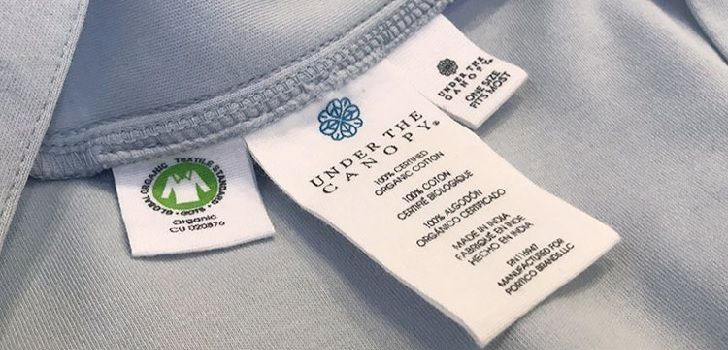 GLOBAL ORGANIC TEXTILE STANDARD
GOTS
organic
CU 020876
UNDER THE
CANOPY®
100% CERTIFIED
ORGANIC COTTON
100% COTON
CERTIFIÉ BIOLOGIQUE
100% ALGODÓN
ORGÁNICO CERTIFICADO
MADE IN INDIA
FABRIQUÉ EN INDE
HECHO EN INDIA
MANUFACTURED FOR
PORTICO BRANDS LLC
UNDER THE
CANOPY
ONE SIZE
FITS MOST